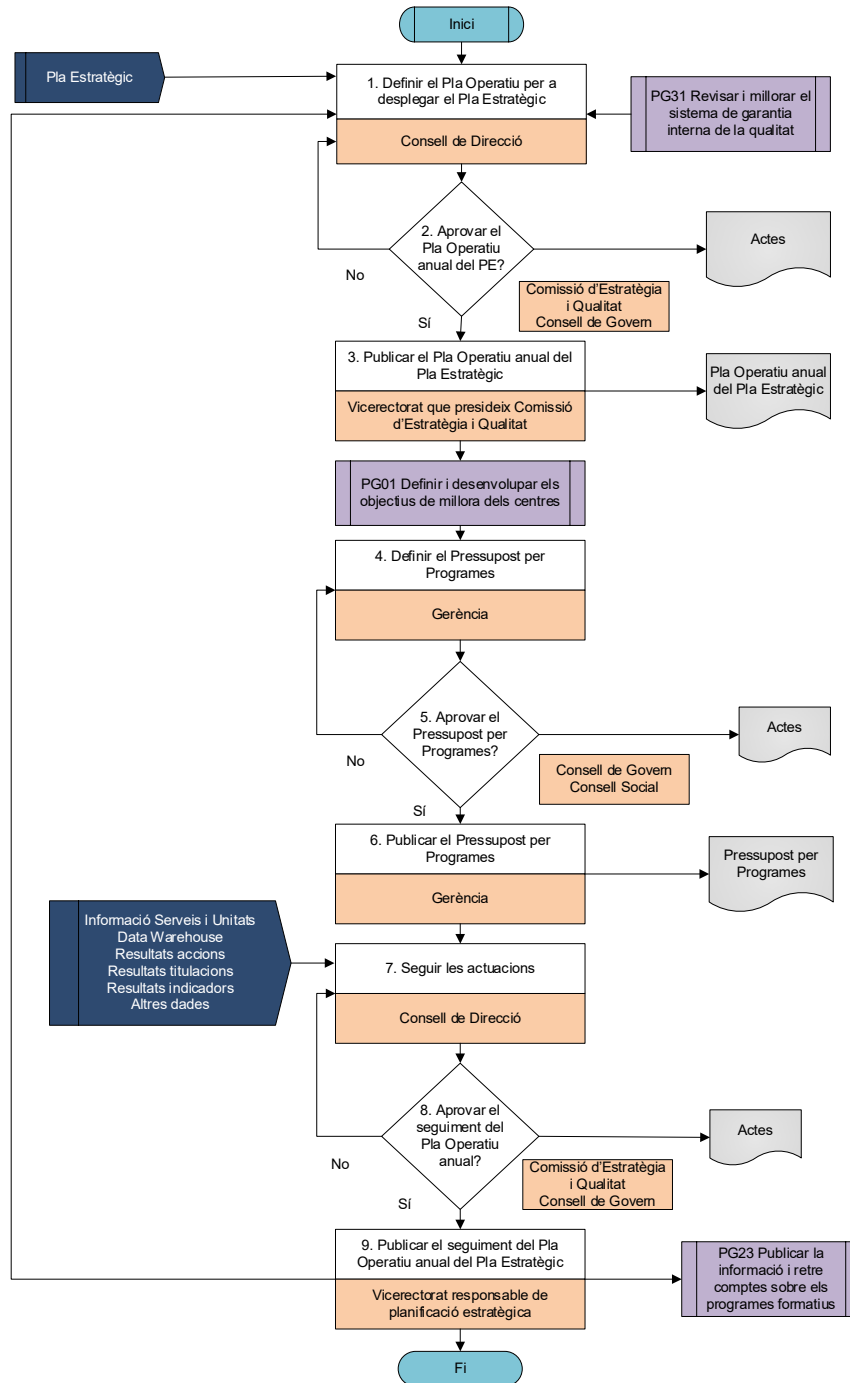 Inici
Pla Estratègic
1. Definir el Pla Operatiu per a
desplegar el Pla Estratègic
Consell de Direcció
PG31 Revisar i millorar el
sistema de garantia
interna de la qualitat
2. Aprovar el
Pla Operatiu
anual del PE?
Actes
No
Comissió d'Estratègia
i Qualitat
Consell de Govern
Sí
3. Publicar el Pla Operatiu anual del
Pla Estratègic
Vicerectorat que presideix Comissió
d'Estratègia i Qualitat
Pla Operatiu anual
del Pla Estratègic
PG01 Definir i desenvolupar els
objectius de millora dels centres
4. Definir el Pressupost per
Programes
Gerència
5. Aprovar el
Pressupost per
Programes?
Actes
No
Consell de Govern
Consell Social
Sí
6. Publicar el Pressupost per
Programes
Gerència
Pressupost per
Programes
Informació Serveis i Unitats
Data Warehouse
Resultats accions
Resultats titulacions
Resultats indicadors
Altres dades
7. Seguir les actuacions
Consell de Direcció
8. Aprovar el
seguiment del
Pla Operatiu
anual?
Actes
No
Comissió d'Estratègia
i Qualitat
Consell de Govern
Sí
9. Publicar el seguiment del Pla
Operatiu anual del Pla Estratègic
Vicerectorat responsable de
planificació estratègica
PG23 Publicar la
informació i retre
comptes sobre els
programes formatius
Fi